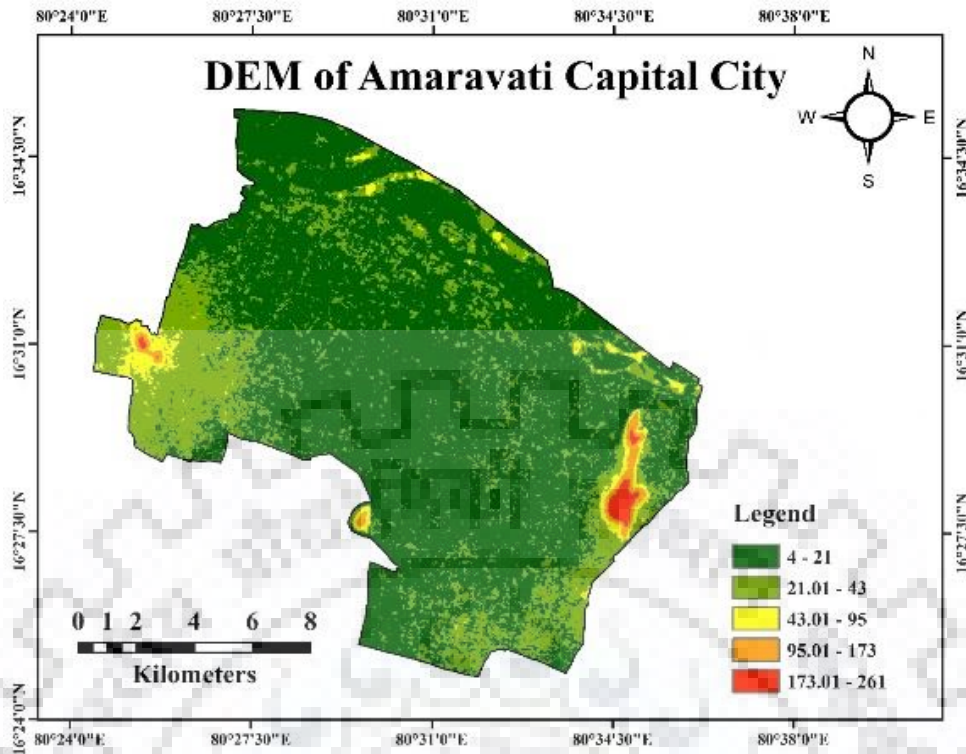 80°24'0"E 80°27'30"E 80°31'0"E 80°34'30"E 80°38'0"E
DEM of Amaravati Capital City
N
W E
S
16°34'30"N 16°34'30"N
16°31'0"N 16°31'0"N
16°27'30"N 16°27'30"N
Legend
4 - 21
21.01 - 43
43.01 - 95
95.01 - 173
173.01 - 261
0 1 2 4 6 8
Kilometers
16°24'0"N 16°24'0"N
80°24'0"E 80°27'30"E 80°31'0"E 80°34'30"E 80°38'0"E